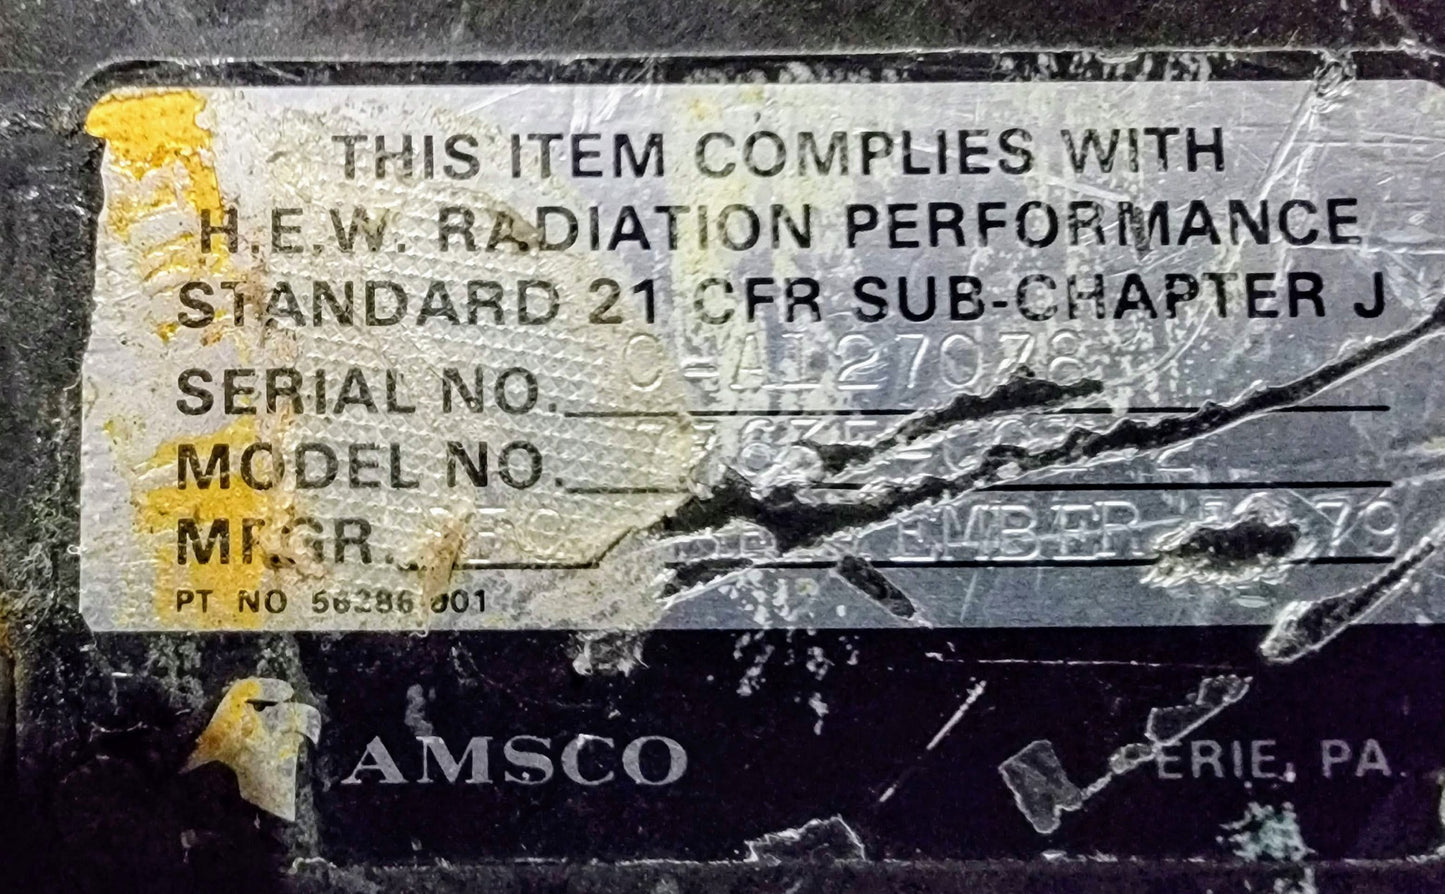 THIS ITEM COMPLIES WITH
H.E.W. RADIATION PERFORMANCE
STANDARD 21 CFR SUB-CHAPTER J
SERIAL NO.
MODEL NO.
MFGR.
PT NO 56286-001
AMSCO
ERIE, PA.